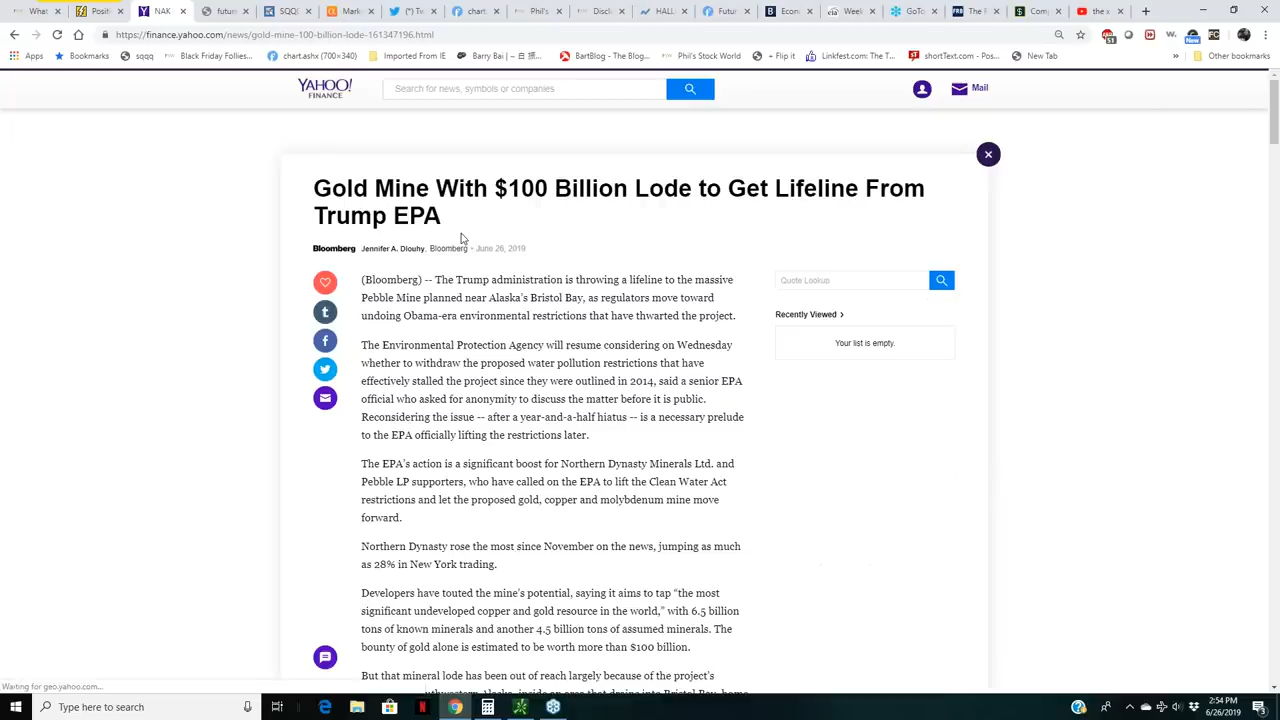 futur
NAK
SQQ
(*) Tw
Phil's
Discle
HALL
Futur
Econ
GoTo
Cons
the v
https://finance.yahoo.com/news/gold-mine-100-billion-lode-161347196.html
Apps
Bookmarks
sqqq
Black Friday Follies...
chart.ashx (700×340)
Imported From IE
BartBlog - The Blog...
Phil's Stock World
+ Flip it
Linkfest.com: The T...
shortText.com - Pos...
New Tab
Other bookmarks
YAHOO!
FINANCE
Search for news, symbols or companies
Mail
Gold Mine With $100 Billion Lode to Get Lifeline From
Trump EPA
Bloomberg Jennifer A. Dlouhy, Bloomberg • June 26, 2019
(Bloomberg) -- The Trump administration is throwing a lifeline to the massive
Pebble Mine planned near Alaska's Bristol Bay, as regulators move toward
undoing Obama-era environmental restrictions that have thwarted the project.
Quote Lookup
Recently Viewed >
Your list is empty.
The Environmental Protection Agency will resume considering on Wednesday
whether to withdraw the proposed water pollution restrictions that have
effectively stalled the project since they were outlined in 2014, said a senior EPA
official who asked for anonymity to discuss the matter before it is public.
Reconsidering the issue -- after a year-and-a-half hiatus -- is a necessary prelude
to the EPA officially lifting the restrictions later.
The EPA's action is a significant boost for Northern Dynasty Minerals Ltd. and
Pebble LP supporters, who have called on the EPA to lift the Clean Water Act
restrictions and let the proposed gold, copper and molybdenum mine move
forward.
Northern Dynasty rose the most since November on the news, jumping as much
as 28% in New York trading.
Developers have touted the mine's potential, saying it aims to tap “the most
significant undeveloped copper and gold resource in the world,” with 6.5 billion
tons of known minerals and another 4.5 billion tons of assumed minerals. The
bounty of gold alone is estimated to be worth more than $100 billion.
But that mineral lode has been out of reach largely because of the project's
Waiting for geo.yahoo.com...
Type here to search
2:54 PM
6/26/2019